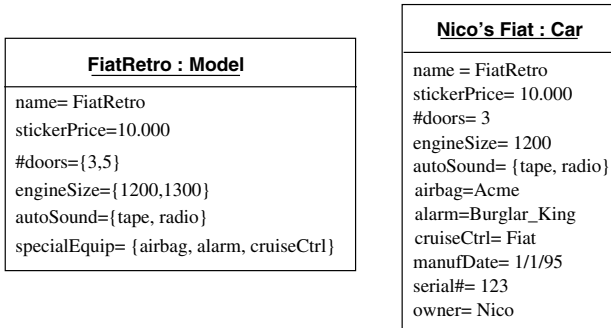 FiatRetro : Model
name= FiatRetro
stickerPrice=10.000
#doors={3,5}
engineSize={1200,1300}
autoSound={tape, radio}
specialEquip= {airbag, alarm, cruiseCtrl}
Nico's Fiat : Car
name = FiatRetro
stickerPrice= 10.000
#doors= 3
engineSize= 1200
autoSound= {tape, radio}
airbag=Acme
alarm=Burglar_King
cruiseCtrl= Fiat
manufDate= 1/1/95
serial#= 123
owner= Nico